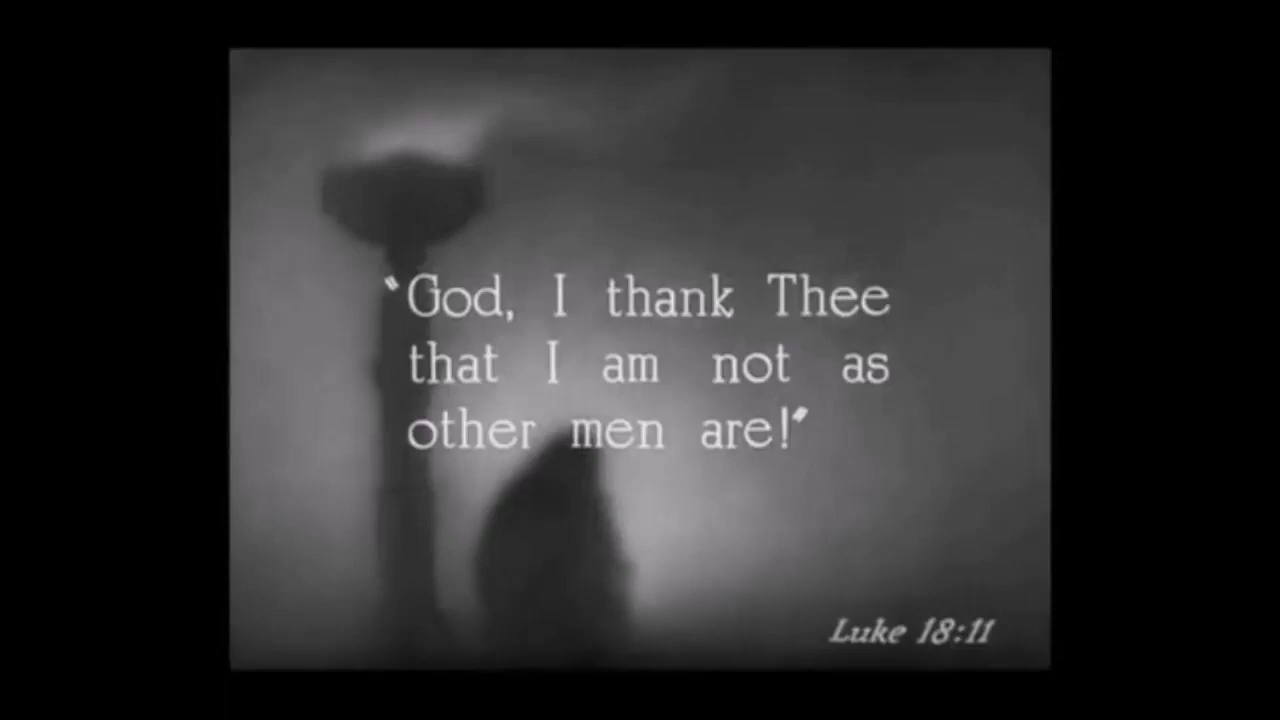 "God, I thank Thee
that I am not as
other men are!"
Luke 18:11